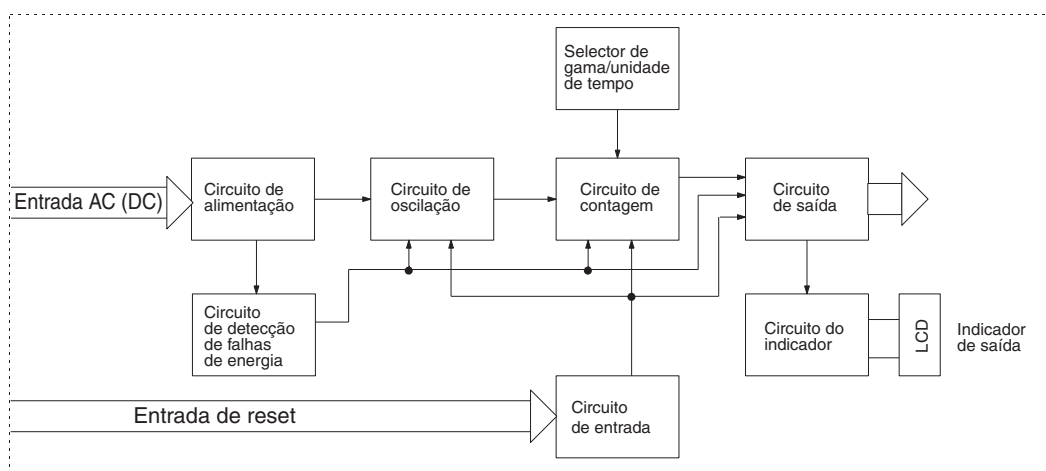 Selector de
gama/unidade
de tempo
Entrada AC (DC)
Circuito de
alimentação
Circuito de
oscilação
Circuito de
contagem
Circuito
de saída
Circuito
de detecção
de falhas
de energia
Circuito do
indicador
LCD
Indicador
de saída
Entrada de reset
Circuito
de entrada